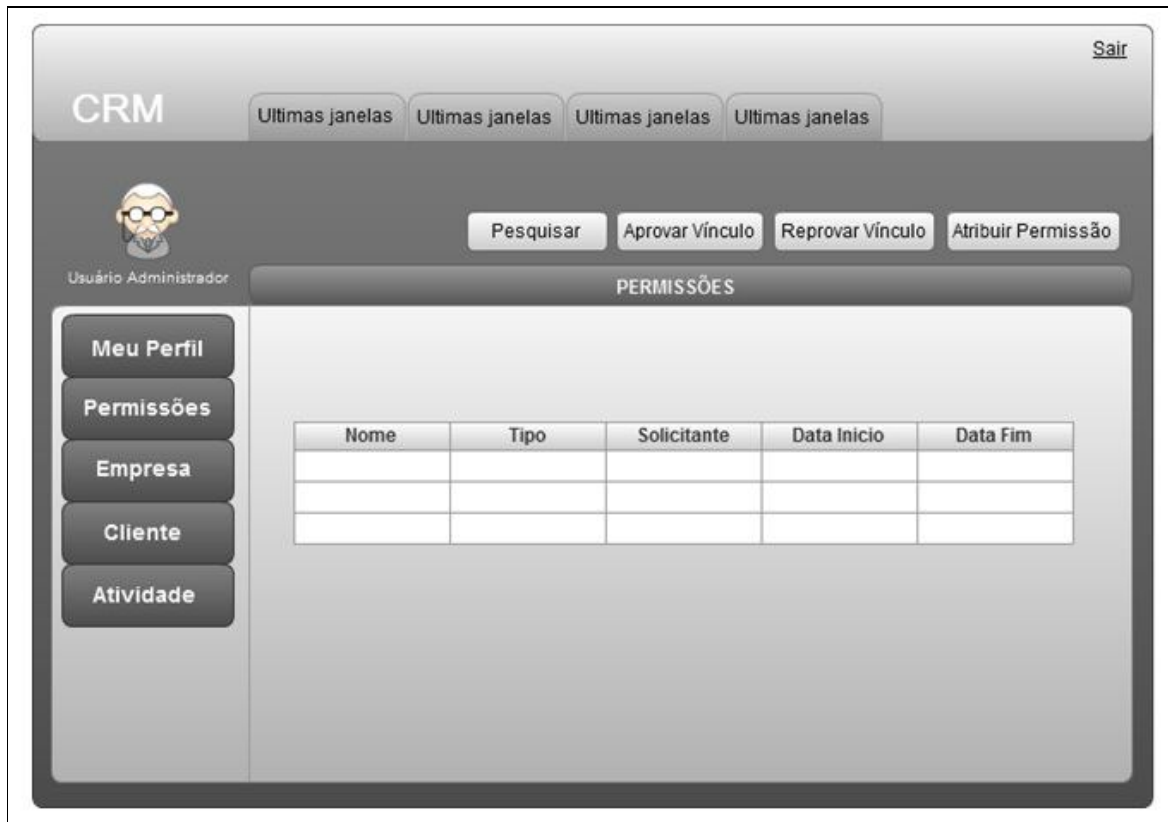 Sair
CRM
Ultimas janelas Ultimas janelas Ultimas janelas Ultimas janelas
Pesquisar Aprovar Vínculo Reprovar Vínculo Atribuir Permissão
Usuário Administrador
PERMISSÕES
Meu Perfil
Permissões
Empresa
Cliente
Atividade
Nome Tipo Solicitante Data Inicio Data Fim